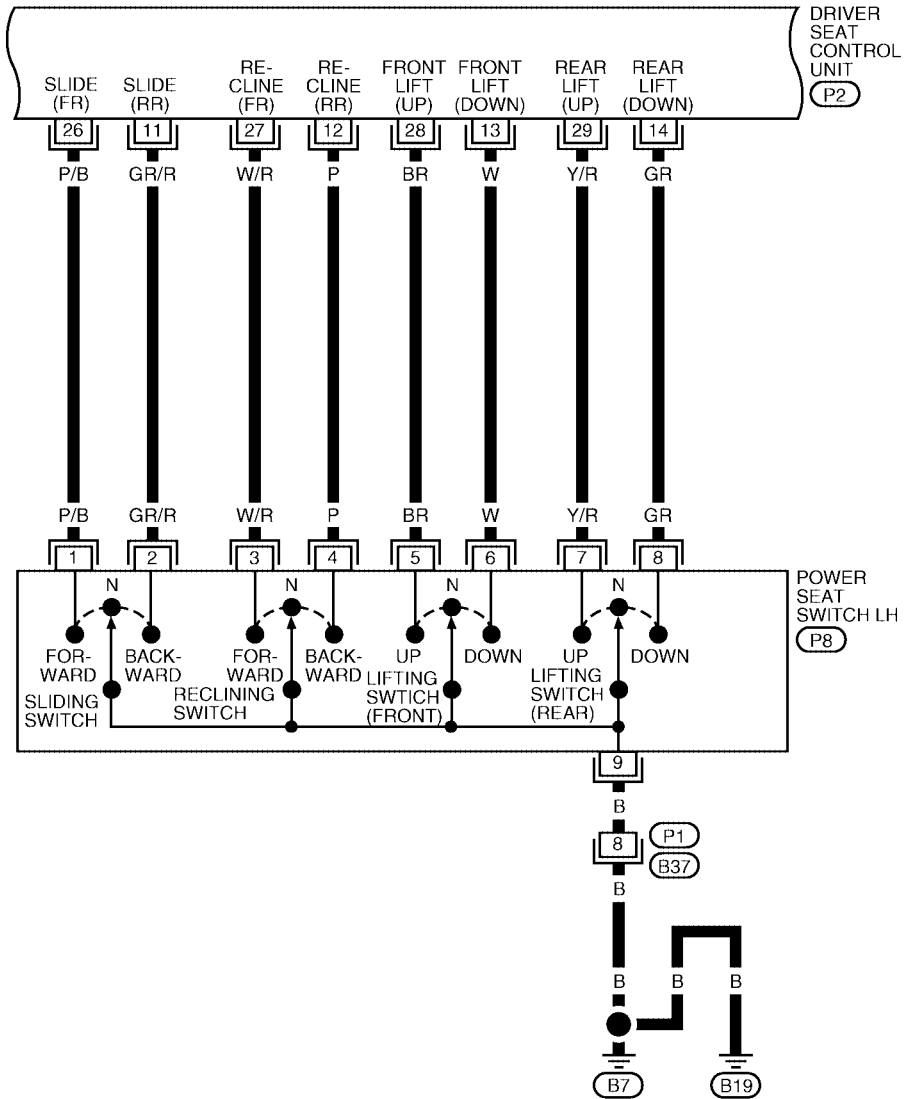 DRIVER
SEAT
CONTROL
UNIT
P2
SLIDE
(FR)
SLIDE
(RR)
RE-
CLINE
(FR)
RE-
CLINE
(RR)
FRONT
LIFT
(UP)
FRONT
LIFT
(DOWN)
REAR
LIFT
(UP)
REAR
LIFT
(DOWN)
26 11 27 12 28 13 29 14
P/B GR/R W/R P BR W Y/R GR
P/B GR/R W/R P BR W Y/R GR
1 2 3 4 5 6 7 8
POWER
SEAT
SWITCH LH
P8
N N N N
FOR-
WARD
BACK-
WARD
SLIDING
SWITCH
FOR-
WARD
BACK-
WARD
RECLINING
SWITCH
UP
DOWN
LIFTING
SWTICH
(FRONT)
UP
DOWN
LIFTING
SWITCH
(REAR)
9
B
8
P1
B37
B
B B B
B7 B19